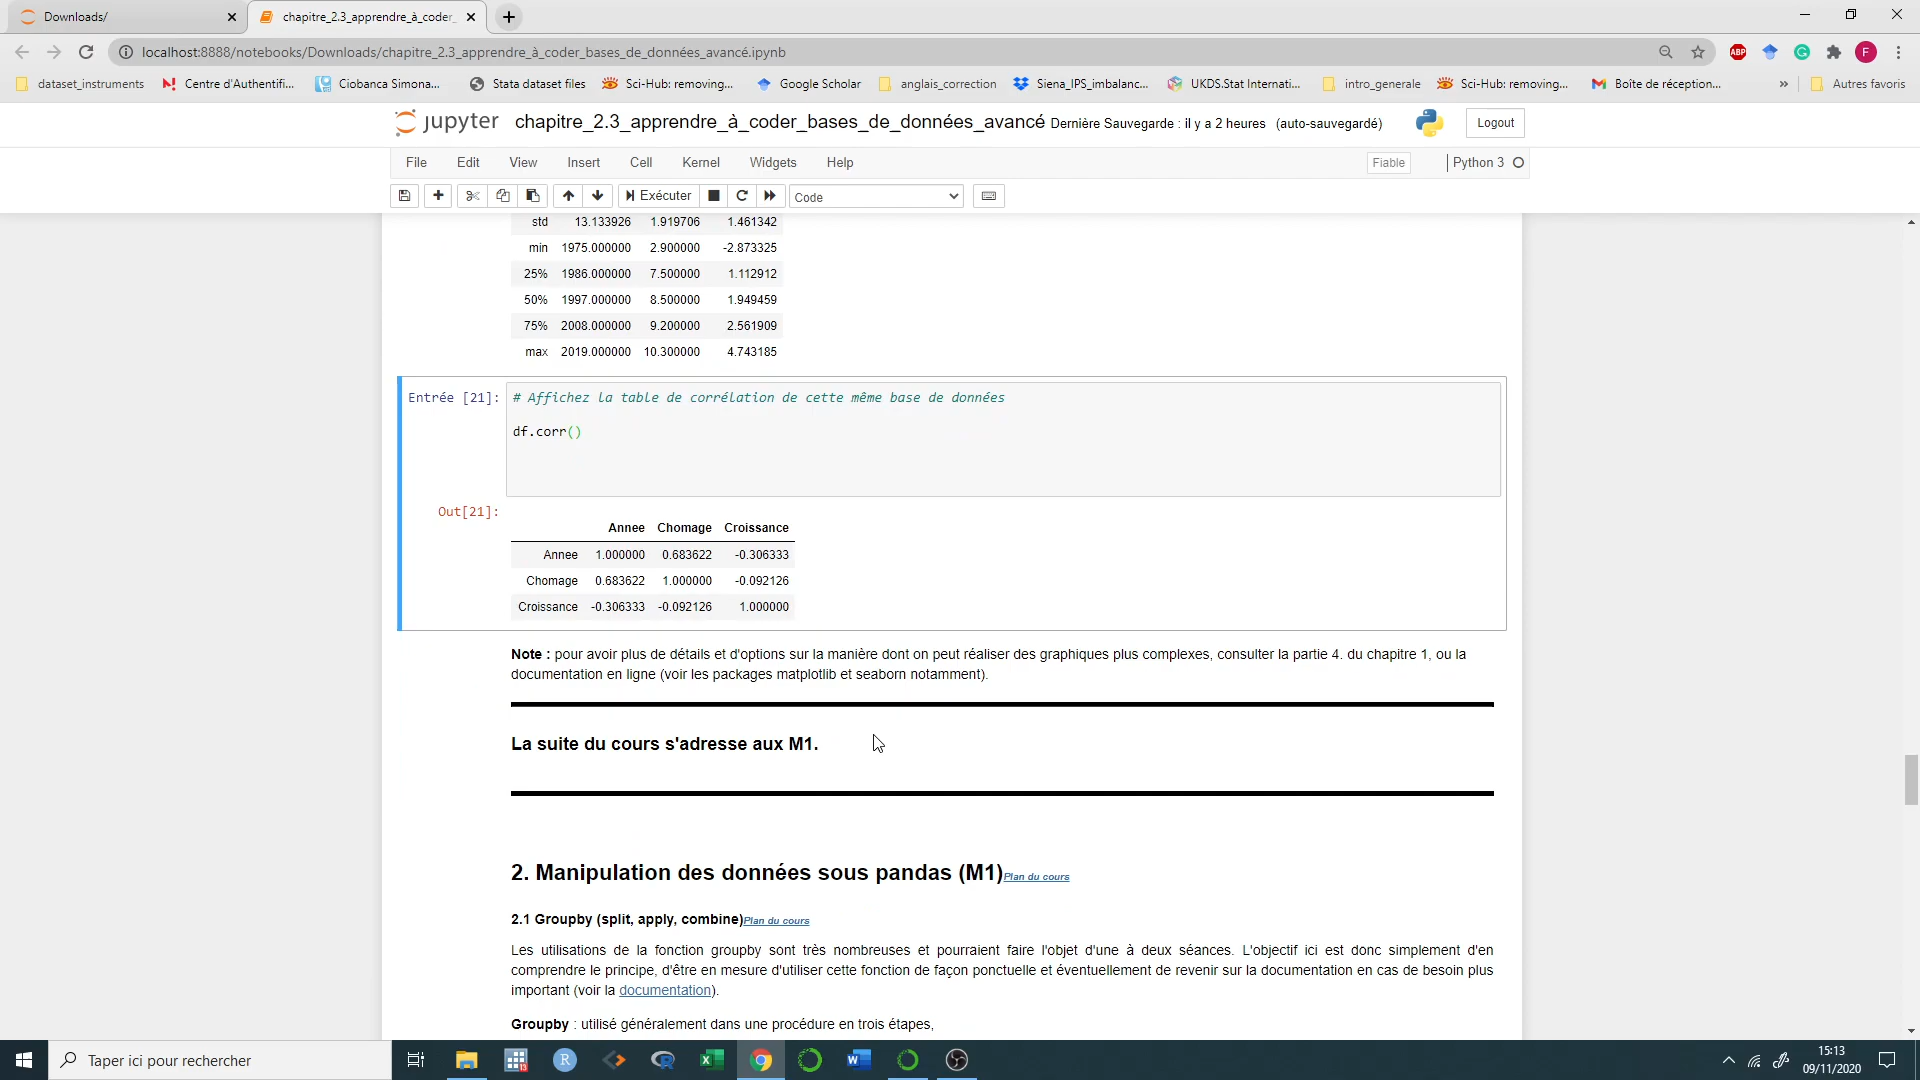 Downloads/
chapitre_2.3_apprendre_à_coder_
localhost:8888/notebooks/Downloads/chapitre_2.3_apprendre_à_coder_bases_de_données_avancé.ipynb
ABP
F
dataset_instruments
Centre d'Authentifi...
Ciobanca Simona...
Stata dataset files
Sci-Hub: removing...
Google Scholar
anglais_correction
Siena_IPS_imbalanc...
UKDS.Stat Internati...
intro_generale
Sci-Hub: removing...
Boîte de réception...
»
Autres favoris
jupyter chapitre_2.3_apprendre_à_coder_bases_de_données_avancé Dernière Sauvegarde : il y a 2 heures (auto-sauvegardé)
Logout
File Edit View Insert Cell Kernel Widgets Help
Fiable
Python 3
Exécuter
Code
std 13.133926 1.919706 1.461342
min 1975.000000 2.900000 -2.873325
25% 1986.000000 7.500000 1.112912
50% 1997.000000 8.500000 1.949459
75% 2008.000000 9.200000 2.561909
max 2019.000000 10.300000 4.743185
Entrée [21]: # Affichez la table de corrélation de cette même base de données
df.corr()
Out[21]:
Annee Chomage Croissance
Annee 1.000000 0.683622 -0.306333
Chomage 0.683622 1.000000 -0.092126
Croissance -0.306333 -0.092126 1.000000
Note : pour avoir plus de détails et d'options sur la manière dont on peut réaliser des graphiques plus complexes, consulter la partie 4. du chapitre 1, ou la
documentation en ligne (voir les packages matplotlib et seaborn notamment).
La suite du cours s'adresse aux M1.
2. Manipulation des données sous pandas (M1)Plan du cours
2.1 Groupby (split, apply, combine)Plan du cours
Les utilisations de la fonction groupby sont très nombreuses et pourraient faire l'objet d'une à deux séances. L'objectif ici est donc simplement d'en
comprendre le principe, d'être en mesure d'utiliser cette fonction de façon ponctuelle et éventuellement de revenir sur la documentation en cas de besoin plus
important (voir la documentation).
Groupby : utilisé généralement dans une procédure en trois étapes,
Taper ici pour rechercher
15:13
09/11/2020